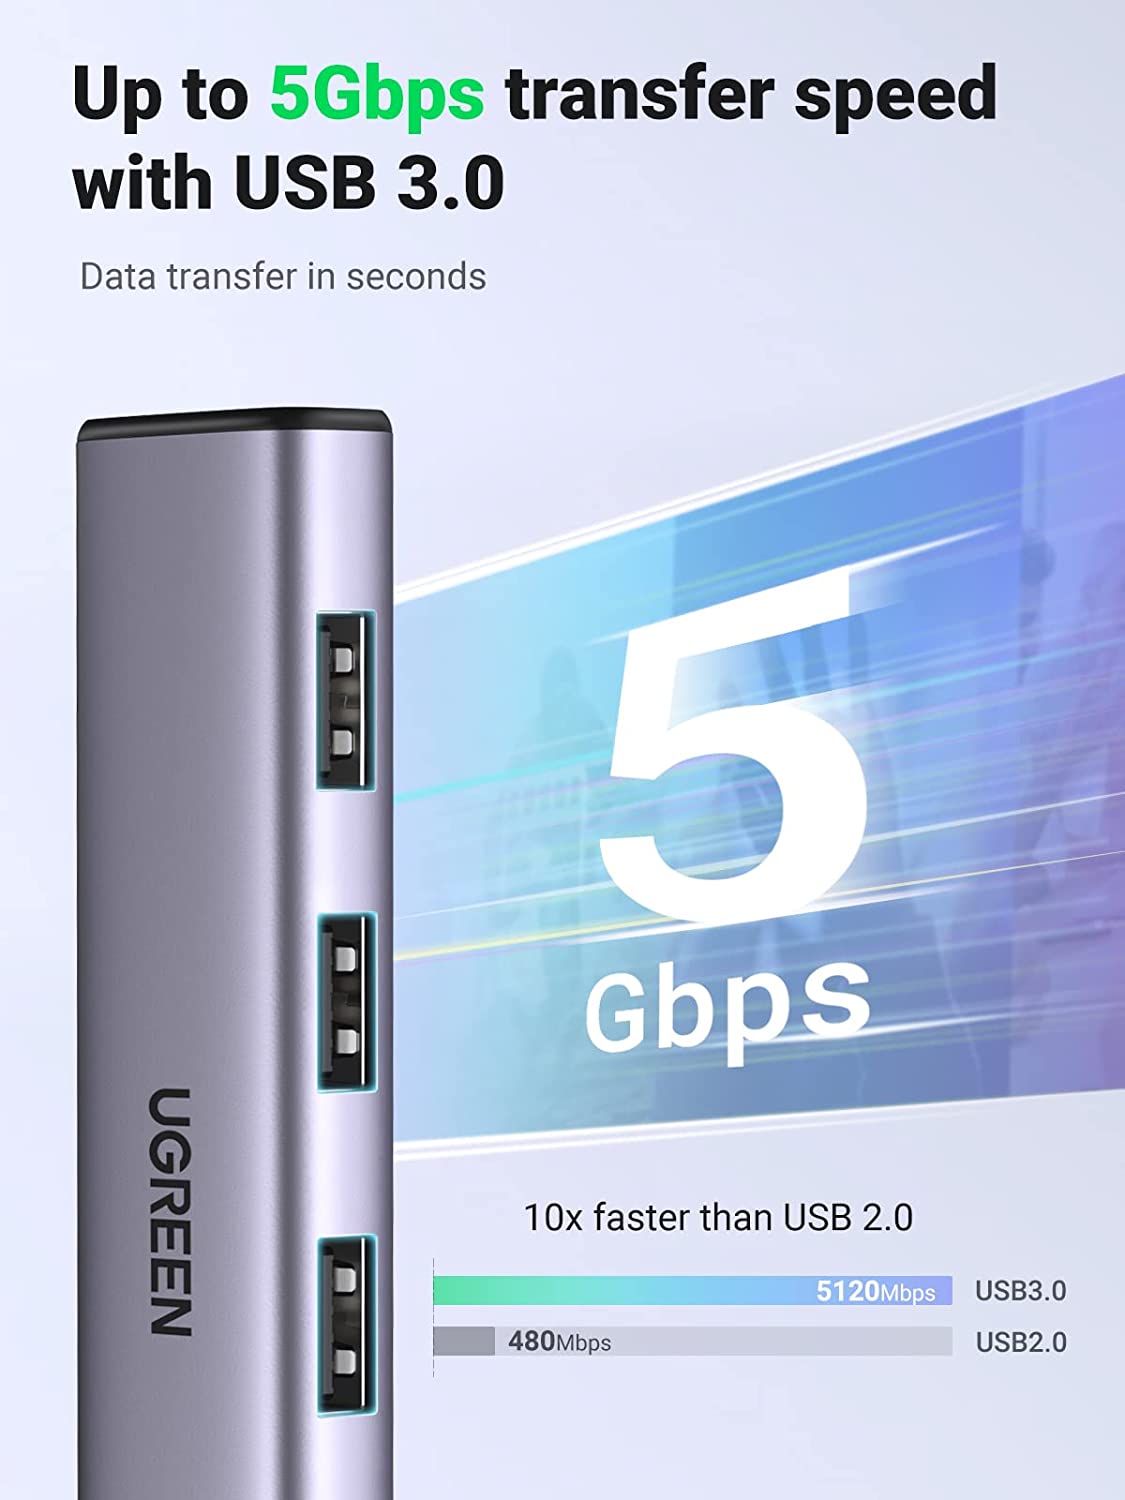 Up to 5Gbps transfer speed
with USB 3.0
Data transfer in seconds
5
Gbps
UGREEN
10x faster than USB 2.0
5120Mbps USB3.0
480Mbps USB2.0